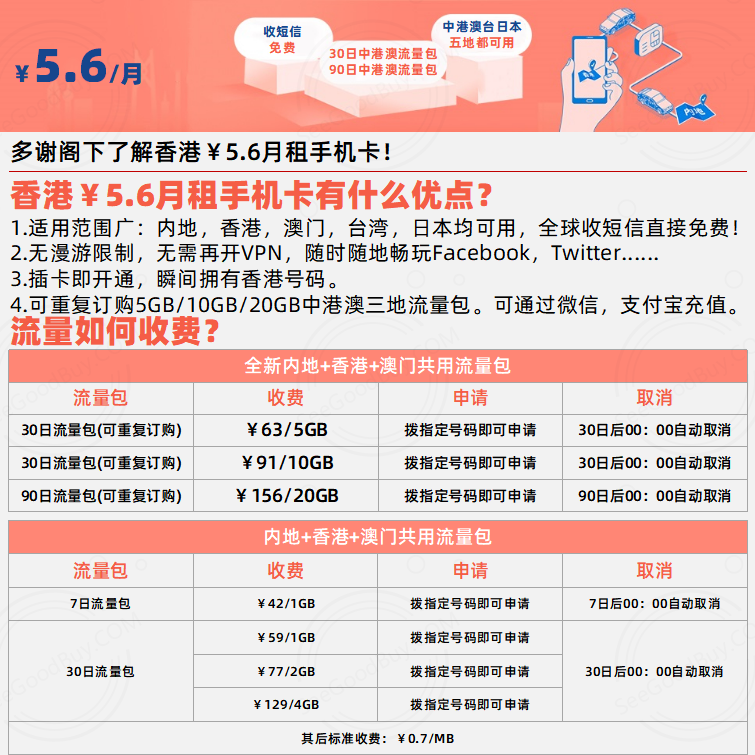 ¥5.6/月
收短信
免费
30日中港澳流量包
90日中港澳流量包
中港澳台日本
五地都可用
多谢阁下了解香港¥5.6月租手机卡!
香港¥5.6月租手机卡有什么优点?
1.适用范围广：内地，香港，澳门，台湾，日本均可用，全球收短信直接免费!
2.无漫游限制，无需再开VPN，随时随地畅玩Facebook，Twitter......
3.插卡即开通，瞬间拥有香港号码。
4.可重复订购5GB/10GB/20GB中港澳三地流量包。可通过微信，支付宝充值。
流量如何收费?
全新内地+香港+澳门共用流量包
流量包 收费 申请 取消
30日流量包(可重复订购) ¥63/5GB 拨指定号码即可申请 30日后00：00自动取消
30日流量包(可重复订购) ¥91/10GB 拨指定号码即可申请 30日后00：00自动取消
90日流量包(可重复订购) ¥156/20GB 拨指定号码即可申请 90日后00：00自动取消
内地+香港+澳门共用流量包
流量包 收费 申请 取消
7日流量包 ¥42/1GB 拨指定号码即可申请 7日后00：00自动取消
¥59/1GB 拨指定号码即可申请
30日流量包 ¥77/2GB 拨指定号码即可申请 30日后00：00自动取消
¥129/4GB 拨指定号码即可申请
其后标准收费：¥0.7/MB
SeeGoodBuy.COM